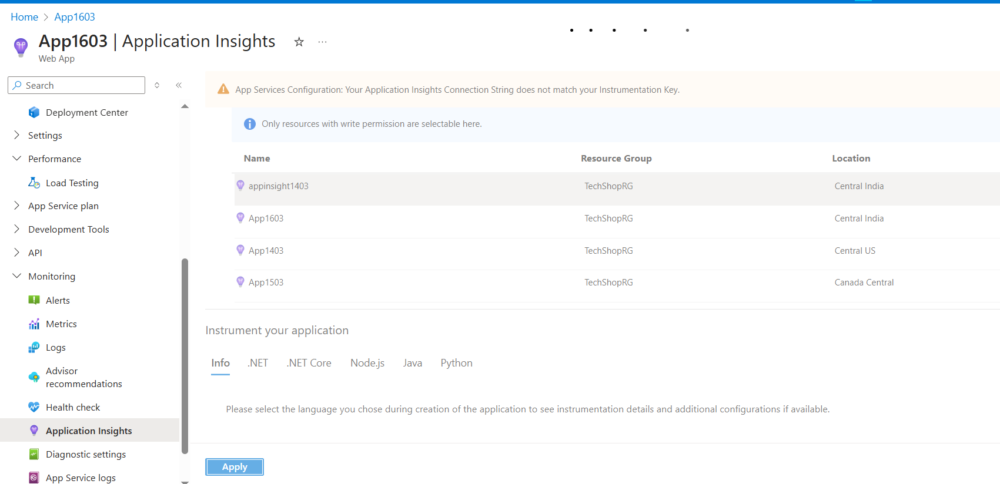 Home > App1603
App1603 | Application Insights
Web App
Search
Deployment Center
Settings
Performance
Load Testing
App Service plan
Development Tools
API
Monitoring
Alerts
Metrics
Logs
Advisor
recommendations
Health check
Application Insights
Diagnostic settings
App Service logs
App Services Configuration: Your Application Insights Connection String does not match your Instrumentation Key.
Only resources with write permission are selectable here.
Name Resource Group Location
appinsight1403 TechShopRG Central India
App1603 TechShopRG Central India
App1403 TechShopRG Central US
App1503 TechShopRG Canada Central
Instrument your application
Info .NET .NET Core Node.js Java Python
Please select the language you chose during creation of the application to see instrumentation details and additional configurations if available.
Apply